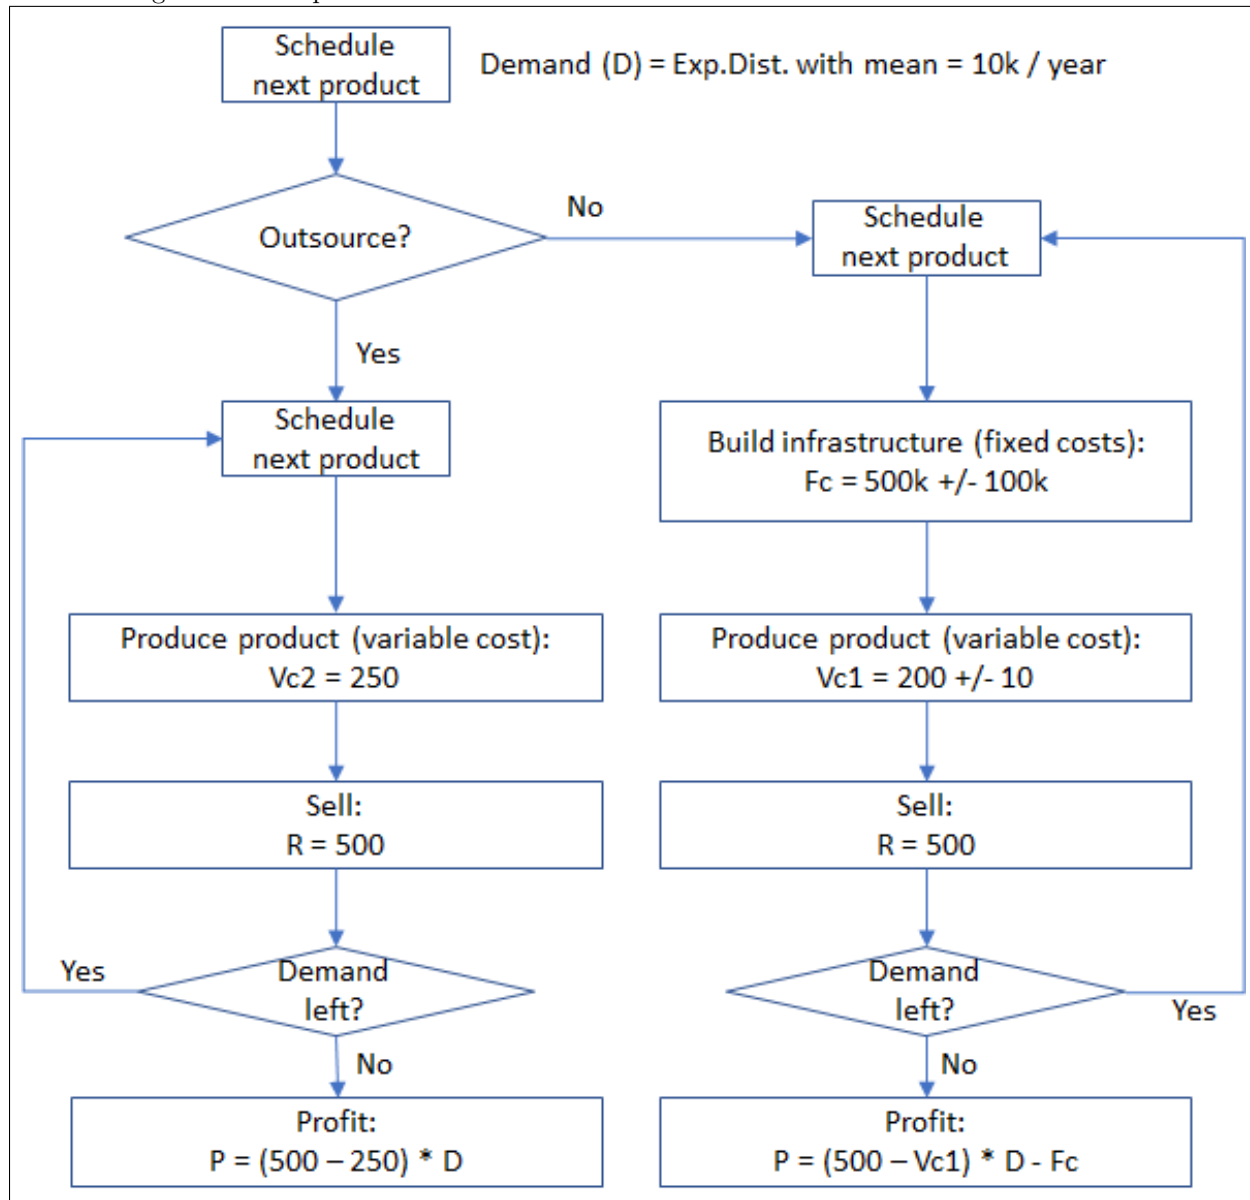 Schedule
next product
Demand (D) = Exp.Dist. with mean = 10k / year
Outsource?
No
Schedule
next product
Yes
Schedule
next product
Build infrastructure (fixed costs):
Fc = 500k +/- 100k
Produce product (variable cost):
Vc2 = 250
Produce product (variable cost):
Vc1 = 200 +/- 10
Sell:
R = 500
Sell:
R = 500
Yes
Demand
left?
Demand
left?
Yes
No
No
Profit:
P = (500 – 250) * D
Profit:
P = (500 – Vc1) * D - Fc